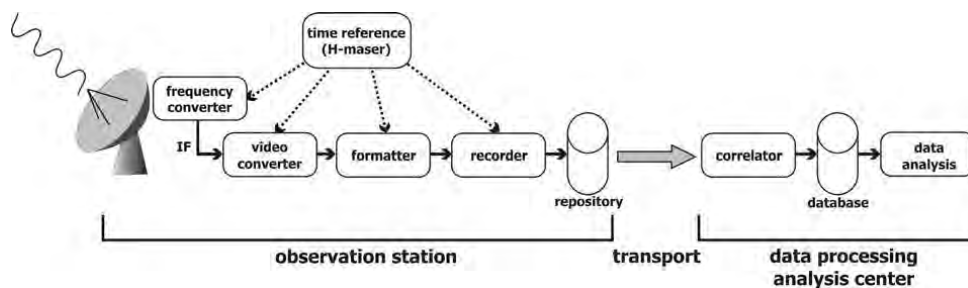 time reference
(H-maser)
frequency
converter
IF
video
converter
formatter
recorder
repository
correlator
database
data
analysis
observation station
transport
data processing
analysis center